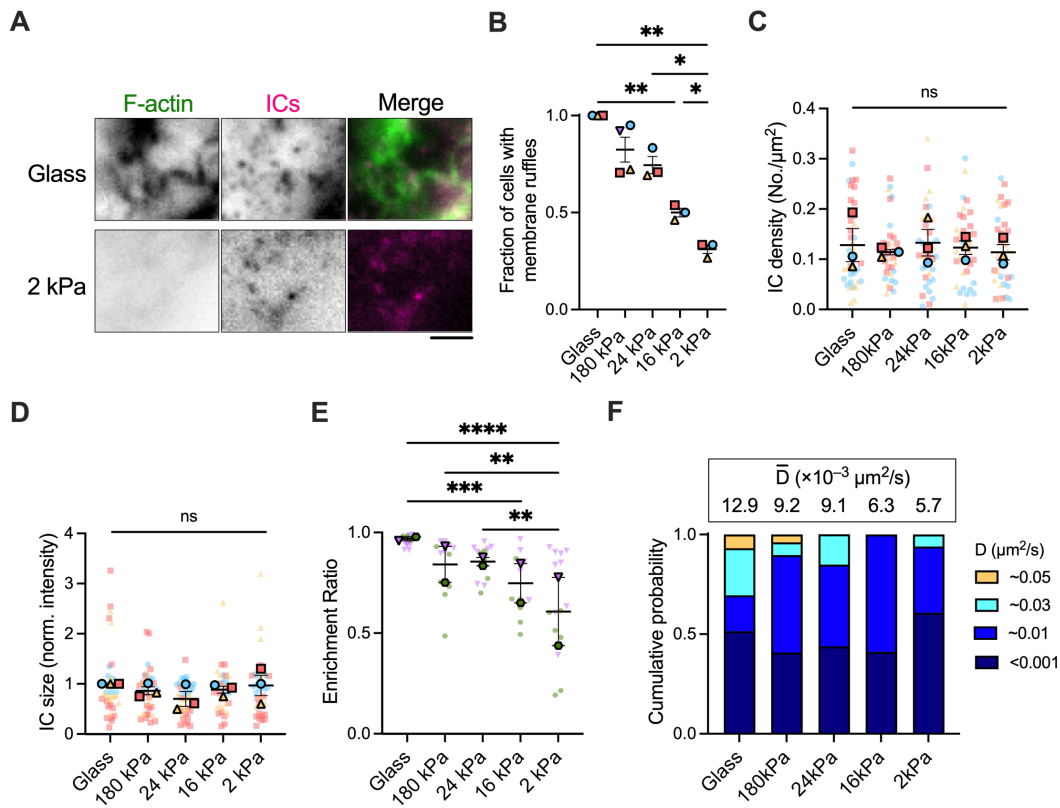 A
F-actin
ICs
Merge
Glass
2 kPa
B
**
*
**
*
Fraction of cells with
membrane ruffles
1.0
0.5
0.0
Glass
180 kPa
24 kPa
16 kPa
2 kPa
C
ns
IC density (No./μm²)
0.4
0.3
0.2
0.1
0.0
Glass
180kPa
24kPa
16kPa
2kPa
D
ns
IC size (norm. intensity)
4
3
2
1
0
Glass
180 kPa
24 kPa
16 kPa
2 kPa
E
****
**
***
**
Enrichment Ratio
1.0
0.5
0.0
Glass
180 kPa
24 kPa
16 kPa
2 kPa
F
D̅ (×10⁻³ μm²/s)
12.9 9.2 9.1 6.3 5.7
Cumulative probability
1.0
0.5
0.0
Glass
180kPa
24kPa
16kPa
2kPa
D (μm²/s)
~0.05
~0.03
~0.01
<0.001